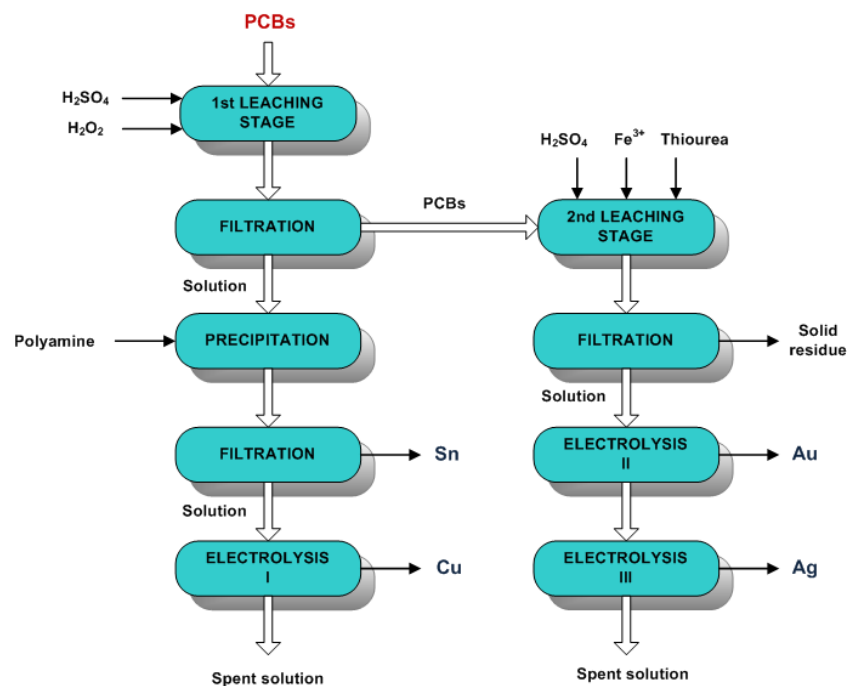 PCBs
H₂SO₄
H₂O₂
1st LEACHING
STAGE
H₂SO₄
Fe³⁺
Thiourea
FILTRATION
PCBs
2nd LEACHING
STAGE
Solution
Polyamine
PRECIPITATION
FILTRATION
Solid
residue
Solution
FILTRATION
Sn
ELECTROLYSIS
II
Au
Solution
ELECTROLYSIS
I
Cu
ELECTROLYSIS
III
Ag
Spent solution
Spent solution